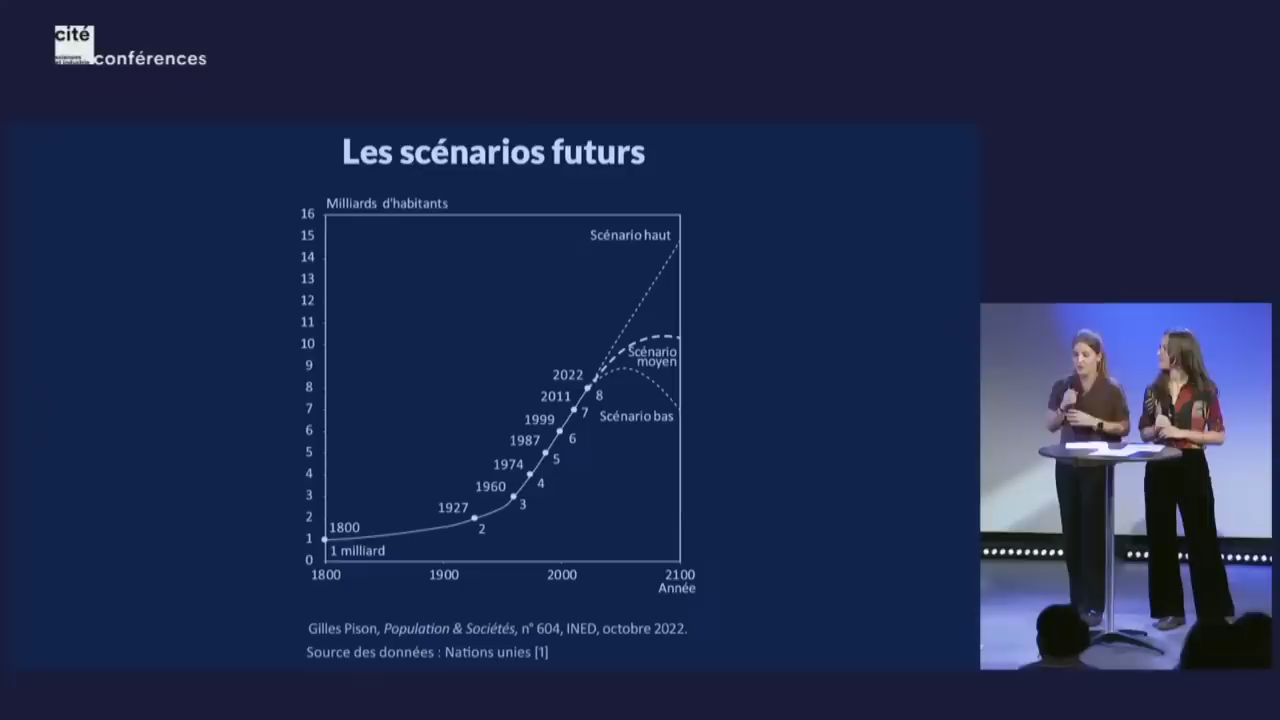 cité
conférences
Les scénarios futurs
Milliards d'habitants
16
15
14
13
12
11
10
9
8
7
6
5
4
3
2
1
0
Scénario haut
Scénario
moyen
Scénario bas
2022
8
2011
7
1999
6
1987
5
1974
4
1960
3
1927
2
1800
1 milliard
1800 1900 2000 2100
Année
Gilles Pison, Population & Sociétés, n° 604, INED, octobre 2022.
Source des données : Nations unies [1]